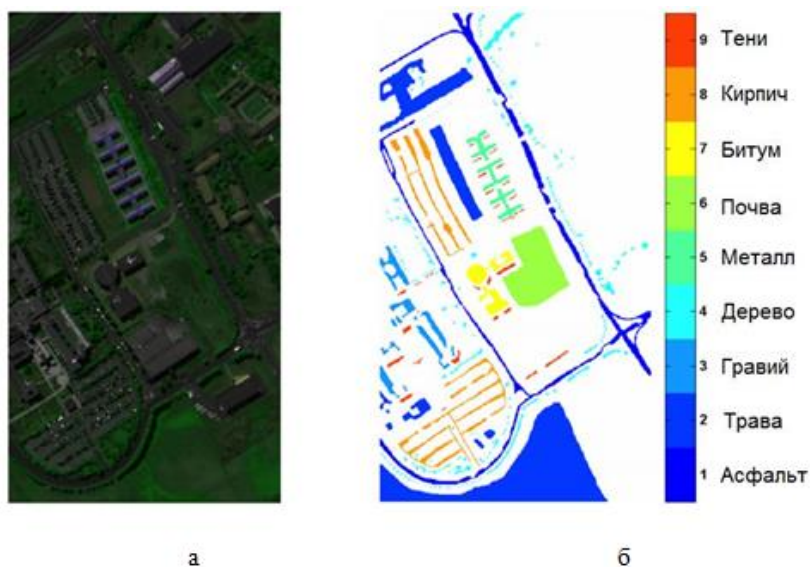 9 Тени
8 Кирпич
7 Битум
6 Почва
5 Металл
4 Дерево
3 Гравий
2 Трава
1 Асфальт
а
б